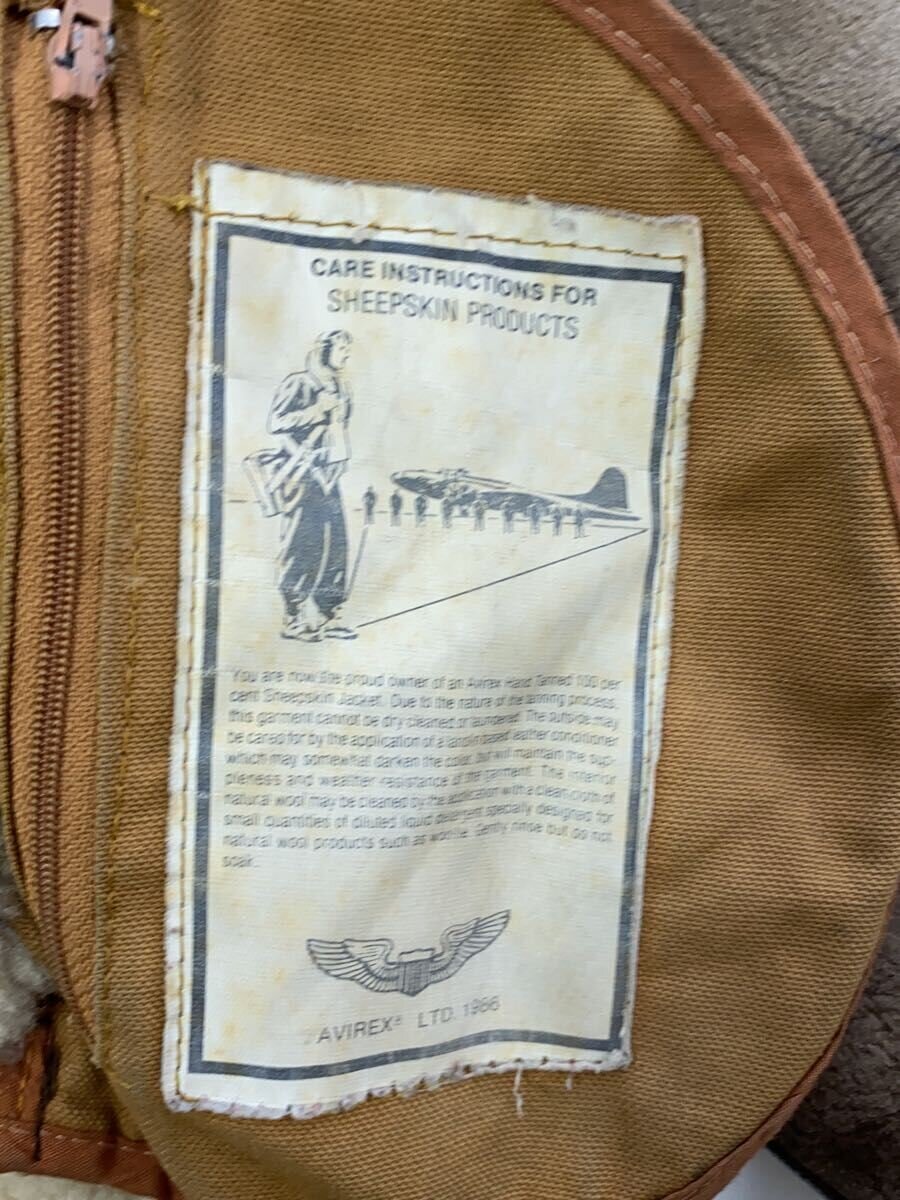 CARE INSTRUCTIONS FOR
SHEEPSKIN PRODUCTS
You are now the proud owner of an Avirex Hand Tanned 100 per
cent Sheepskin Jacket. Due to the nature of the tanning process,
this garment cannot be dry cleaned or laundered. The outside may
be cared for by the application of a lanolin based leather conditioner
which may somewhat darken the color, but will maintain the sup-
pleness and weather resistance of the garment. The interior
natural wool may be cleaned by the application with a clean cloth of
small quantities of diluted liquid detergent specially designed for
natural wool products such as woolite. Gently rinse but do not
soak.
AVIREX® LTD. 1986